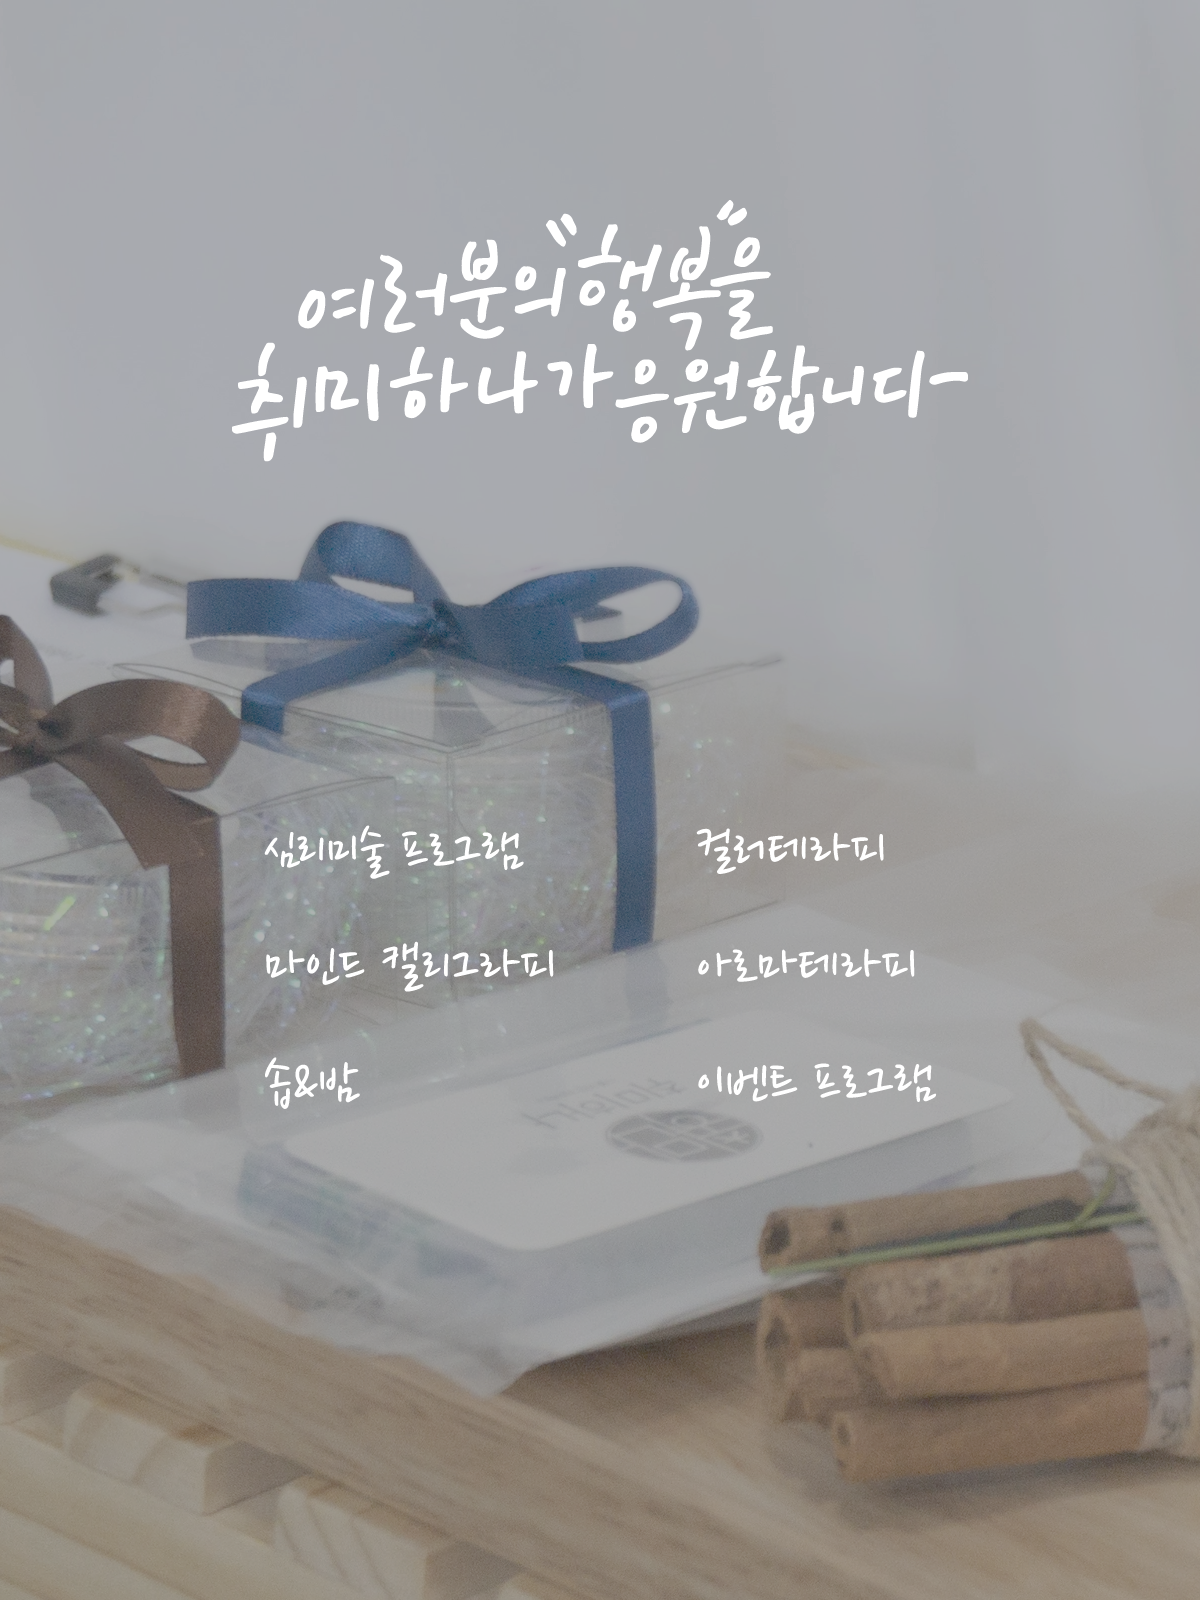 여러분의 "행복"을
취미하나가 응원합니다-
심리미술 프로그램
컬러테라피
마인드 캘리그라피
아로마테라피
솝&밤
이벤트 프로그램